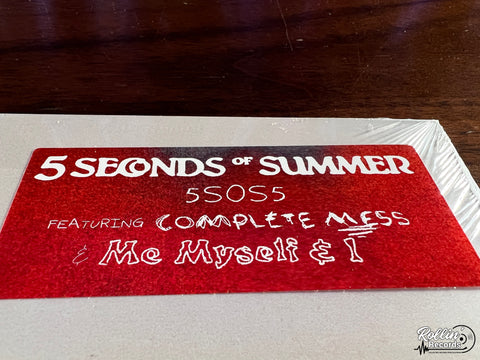 5 SECONDS OF SUMMER
5SOS5
FEATURING COMPLETE MESS
& Me Myself & I
Rollin'
Records